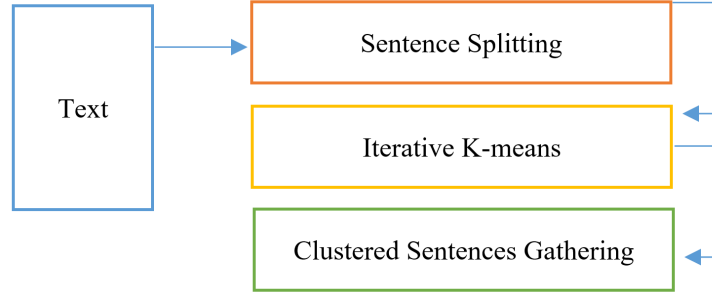 Text
Sentence Splitting
Iterative K-means
Clustered Sentences Gathering